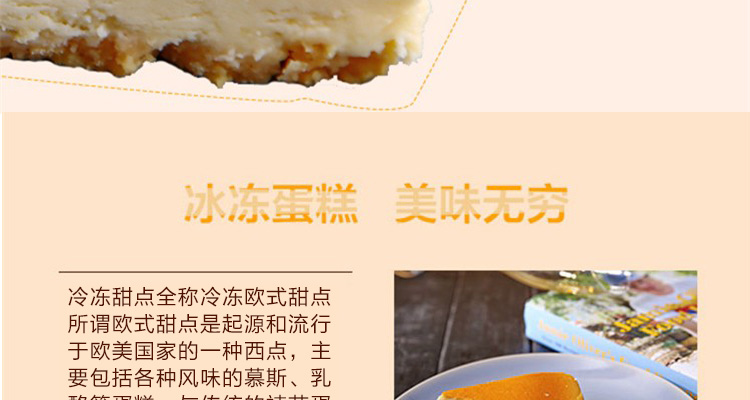 冰冻蛋糕 美味无穷
冷冻甜点全称冷冻欧式甜点
所谓欧式甜点是起源和流行
于欧美国家的一种西点，主
要包括各种风味的慕斯、乳